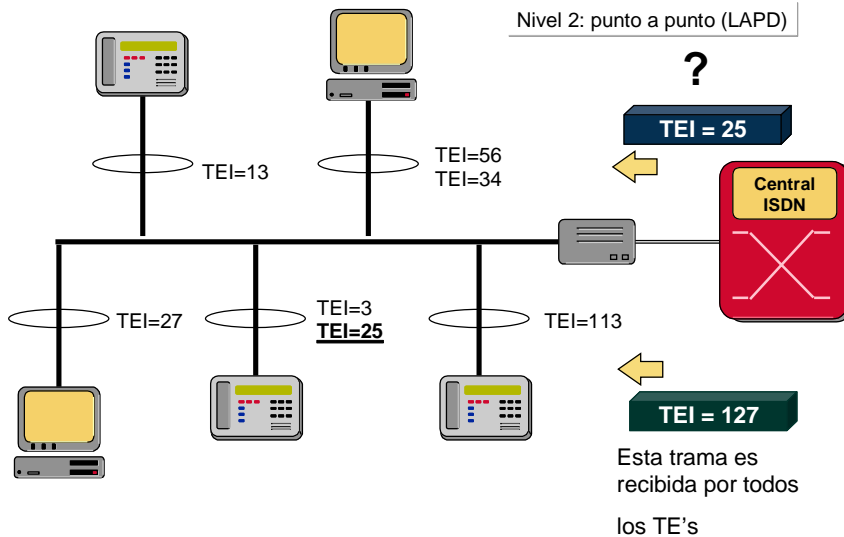 Nivel 2: punto a punto (LAPD)
?
TEI = 25
TEI=13
TEI=56
TEI=34
Central
ISDN
TEI=27
TEI=3
TEI=25
TEI=113
TEI = 127
Esta trama es
recibida por todos
los TE's